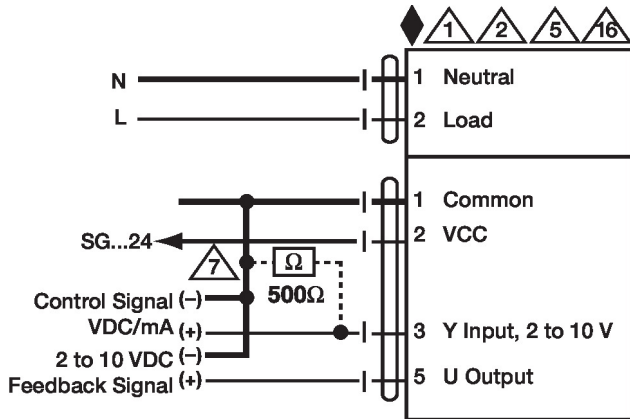 1 2 5 16
N 1 Neutral
L 2 Load
1 Common
SG...24 2 VCC
7 Ω
500Ω
Control Signal (–)
VDC/mA (+) 3 Y Input, 2 to 10 V
2 to 10 VDC (–)
Feedback Signal (+) 5 U Output